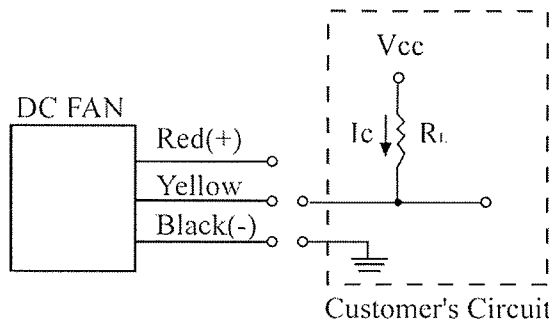 Vcc
DC FAN
Ic
RL
Red(+)
Yellow
Black(-)
Customer's Circuit